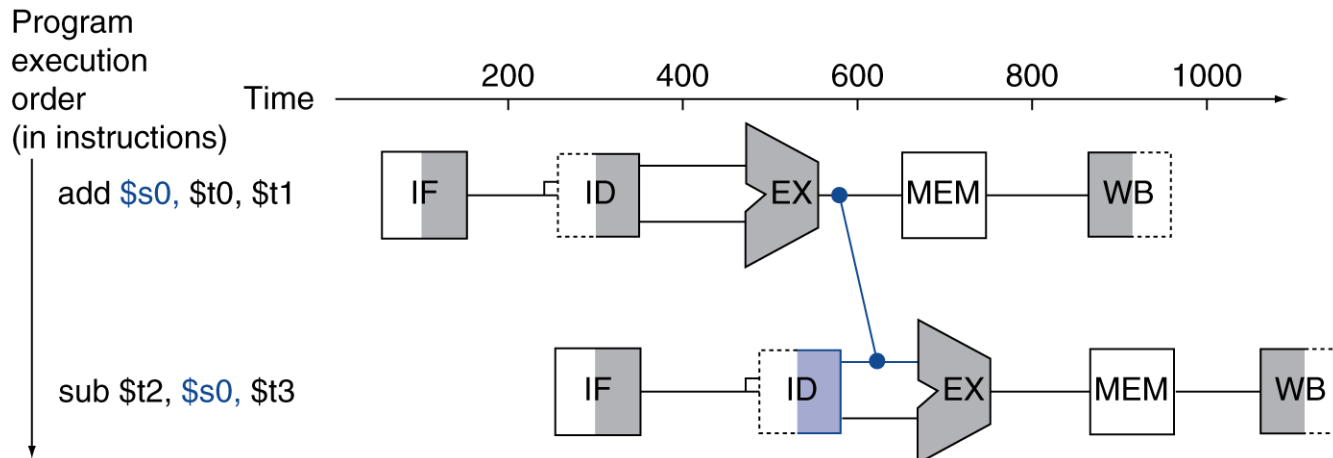 Program
execution
order
(in instructions)
Time
200 400 600 800 1000
add $s0, $t0, $t1
IF ID EX MEM WB
sub $t2, $s0, $t3
IF ID EX MEM WB